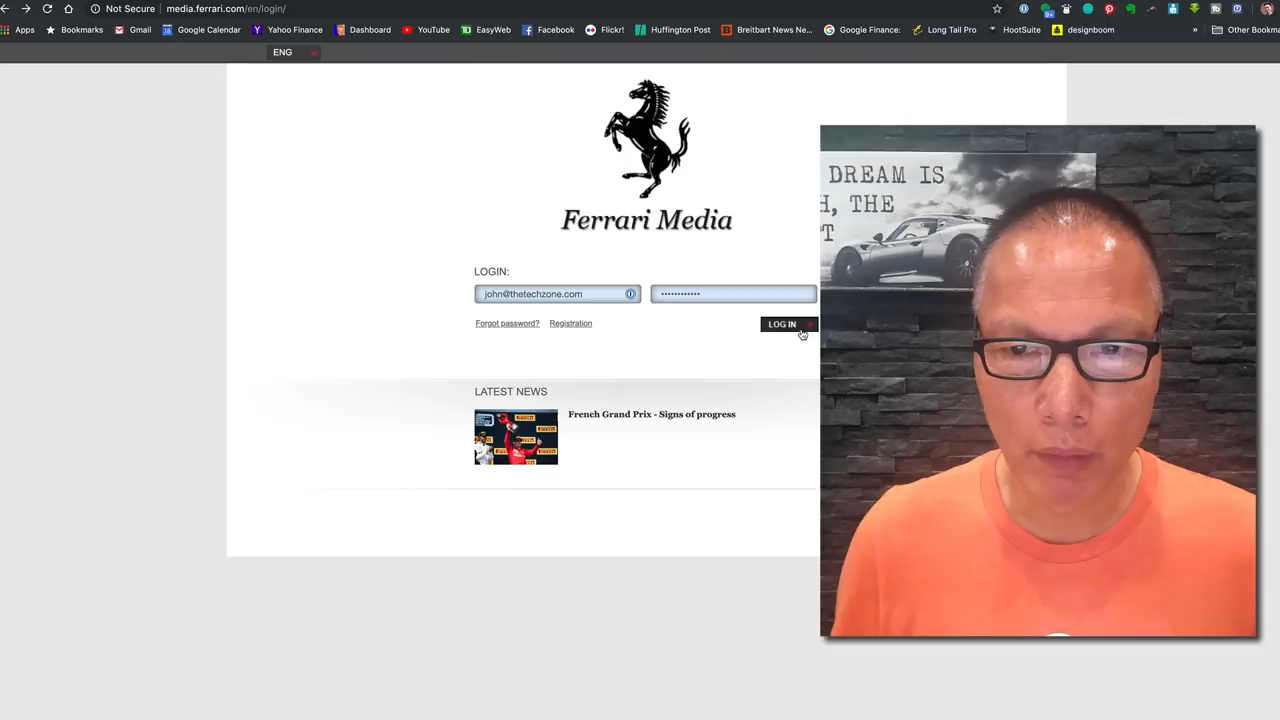 Not Secure | media.ferrari.com/en/login/
Apps Bookmarks Gmail Google Calendar Yahoo Finance Dashboard YouTube EasyWeb Facebook Flickr! Huffington Post Breitbart News Ne... Google Finance: Long Tail Pro HootSuite designboom » Other Bookma
ENG
Ferrari Media
LOGIN:
john@thetechzone.com ••••••••••••
Forgot password? Registration LOG IN
LATEST NEWS
French Grand Prix - Signs of progress
DREAM IS
H, THE
T